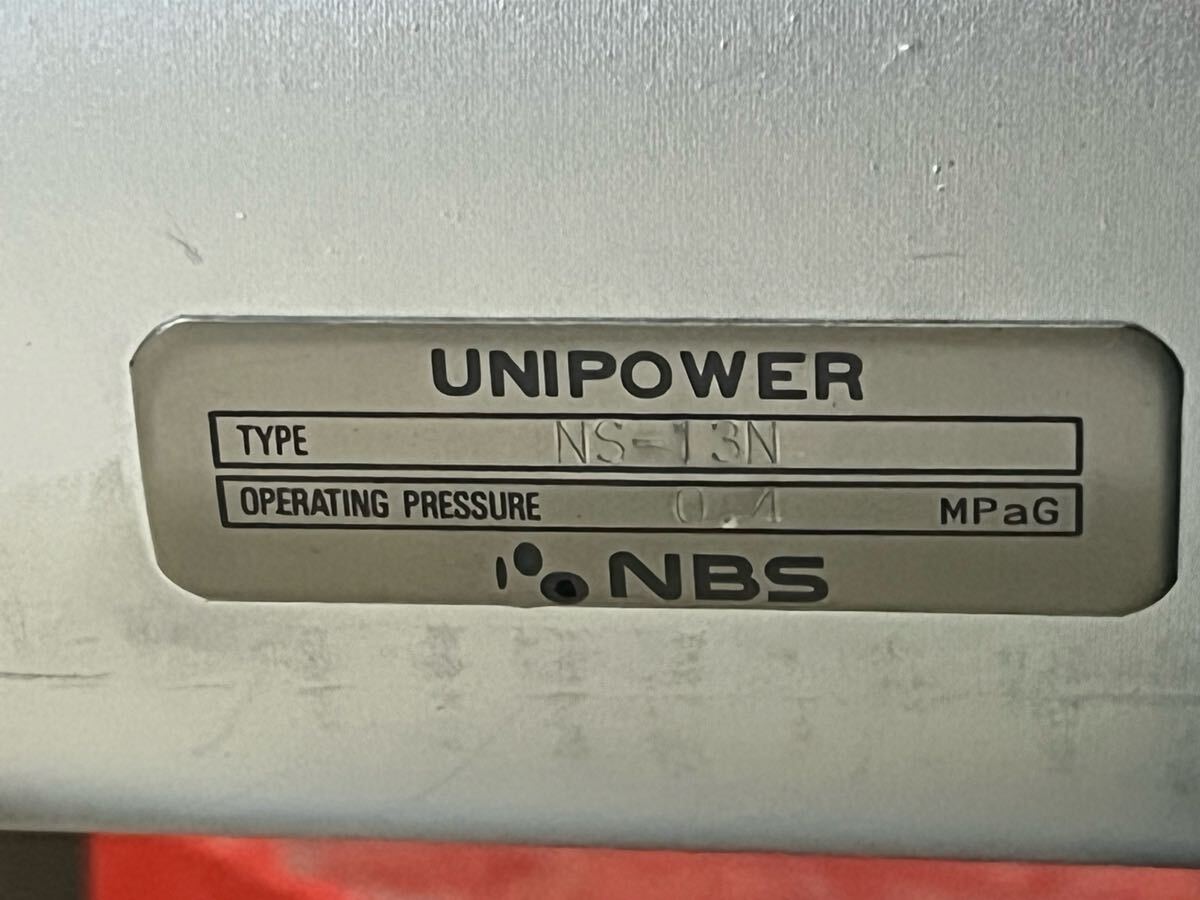 UNIPOWER
TYPE NS-13N
OPERATING PRESSURE 0.4 MPaG
NBS